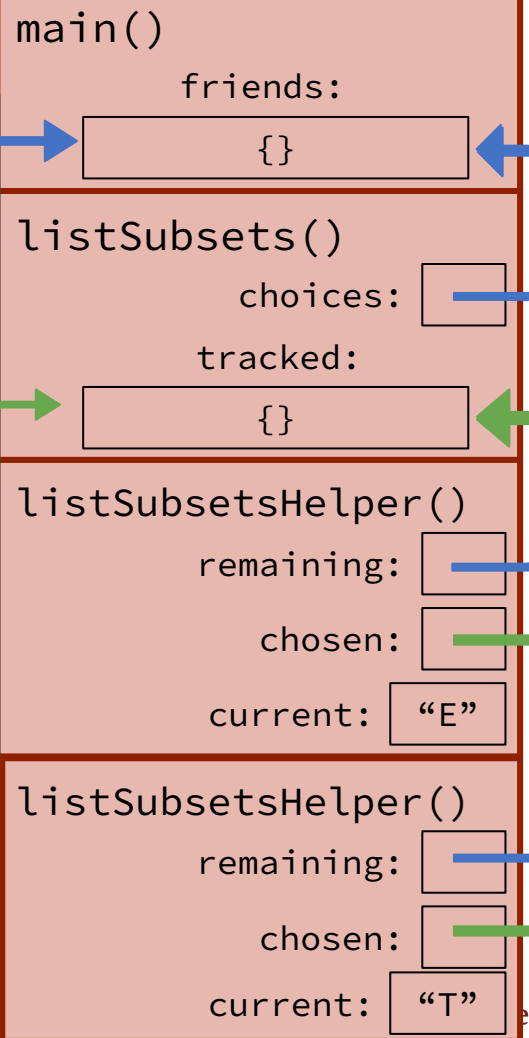 main()
friends:
{}
listSubsets()
choices:
tracked:
{}
listSubsetsHelper()
remaining:
chosen:
current: “E”
listSubsetsHelper()
remaining:
chosen:
current: “T”